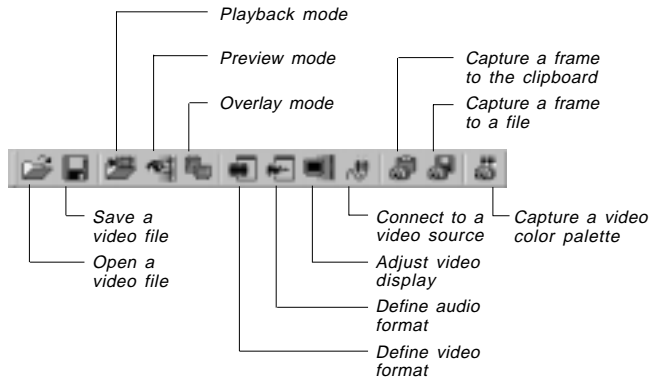 Playback mode
Preview mode
Overlay mode
Capture a frame
to the clipboard
Capture a frame
to a file
Save a
video file
Open a
video file
Connect to a
video source
Adjust video
display
Define audio
format
Define video
format
Capture a video
color palette